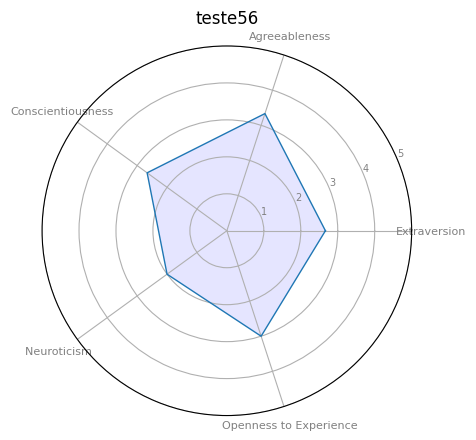 teste56
Agreeableness
Conscientiousness
5
4
3
2
1
Extraversion
Neuroticism
Openness to Experience